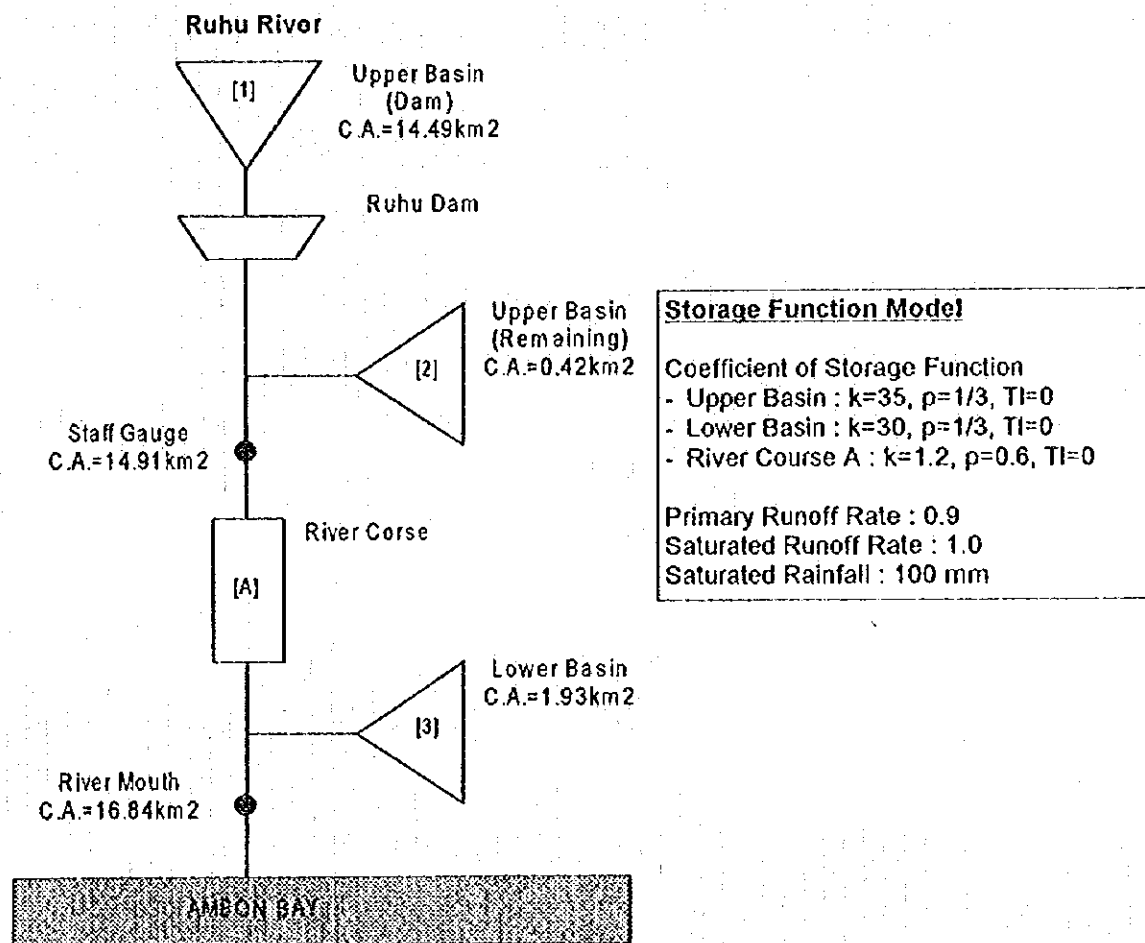 Ruhu River
[1]
Upper Basin
(Dam)
C.A.=14.49km2
Ruhu Dam
Upper Basin
(Remaining)
C.A.=0.42km2
[2]
Staff Gauge
C.A.=14.91km2
River Corse
[A]
Lower Basin
C.A.=1.93km2
[3]
River Mouth
C.A.=16.84km2
AMBON BAY
Storage Function Model
Coefficient of Storage Function
- Upper Basin : k=35, p=1/3, Tl=0
- Lower Basin : k=30, p=1/3, Tl=0
- River Course A : k=1.2, p=0.6, Tl=0
Primary Runoff Rate : 0.9
Saturated Runoff Rate : 1.0
Saturated Rainfall : 100 mm